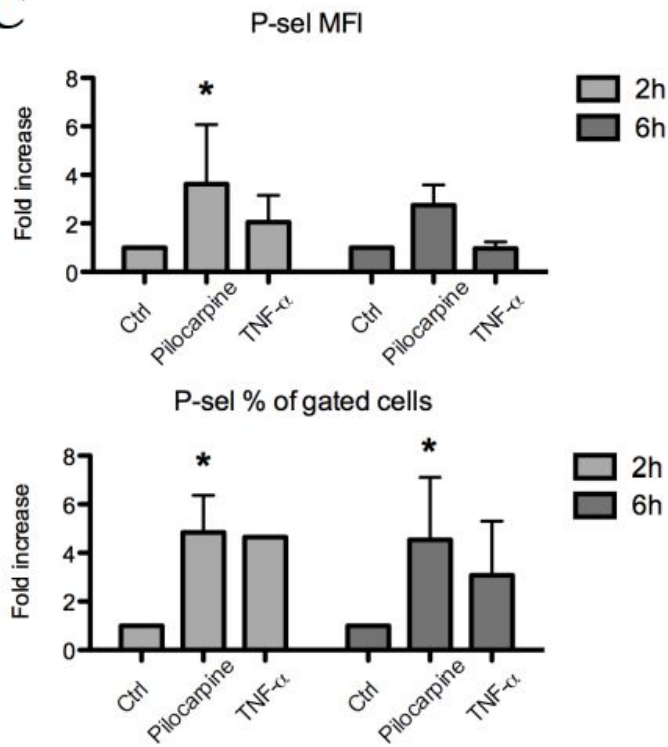 C
P-sel MFI
Fold increase
8
6
4
2
0
*
Ctrl
Pilocarpine
TNF-α
Ctrl
Pilocarpine
TNF-α
2h
6h
P-sel % of gated cells
Fold increase
8
6
4
2
0
*
*
Ctrl
Pilocarpine
TNF-α
Ctrl
Pilocarpine
TNF-α
2h
6h